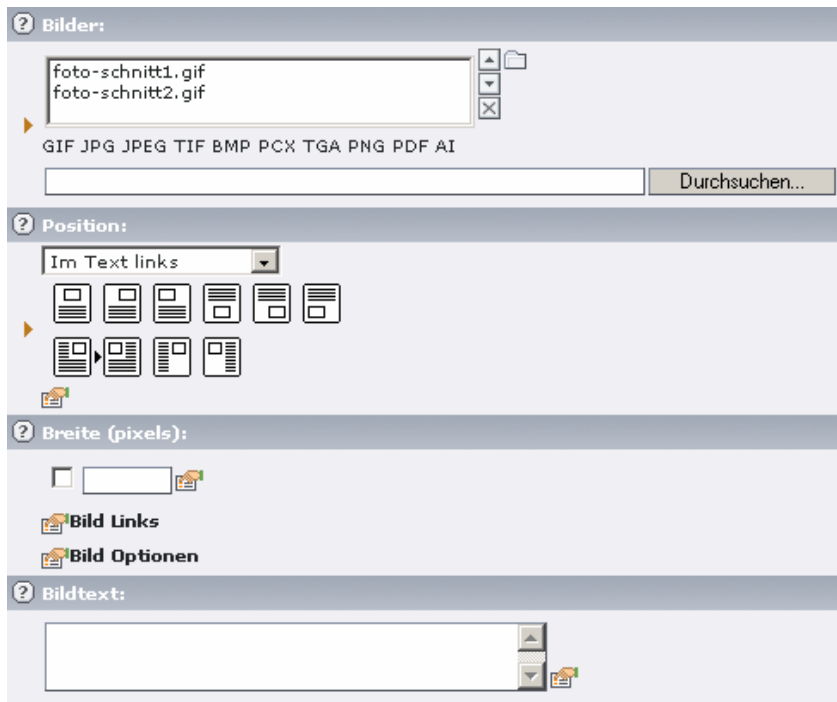 Bilder:
foto-schnitt1.gif
foto-schnitt2.gif
GIF JPG JPEG TIF BMP PCX TGA PNG PDF AI
Durchsuchen...
Position:
Im Text links
Breite (pixels):
Bild Links
Bild Optionen
Bildtext: